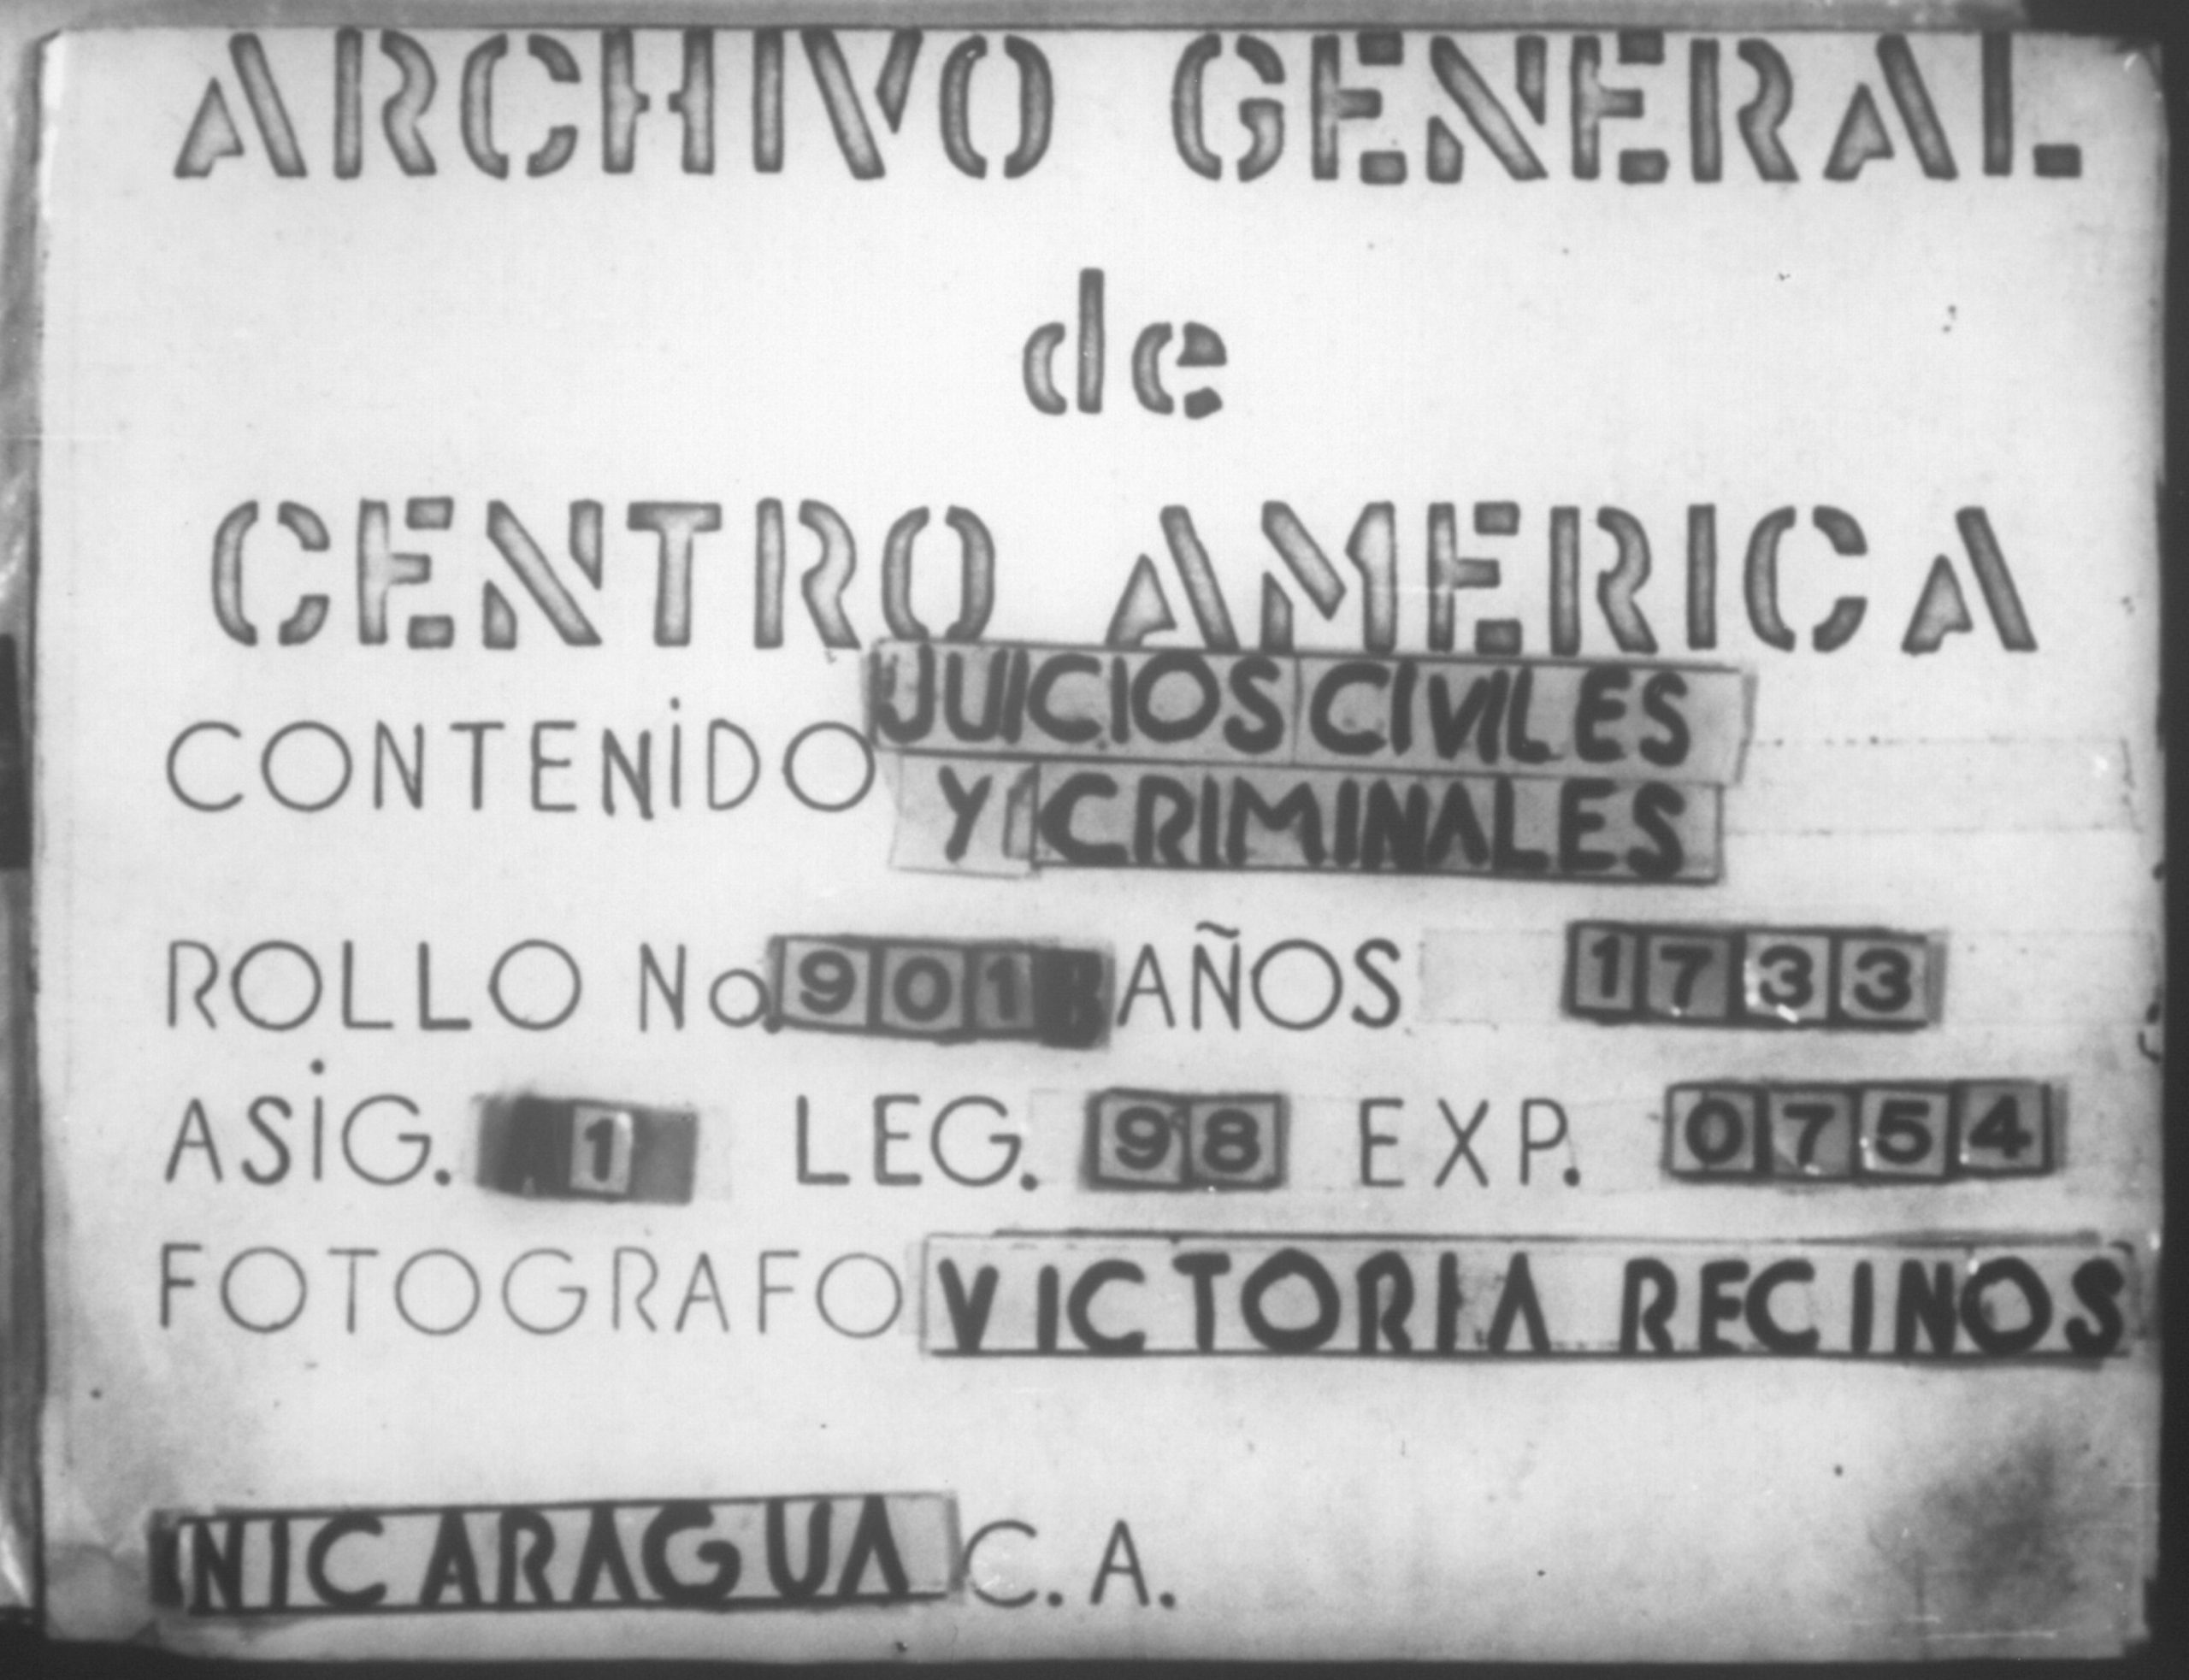 ARCHIVO GENERAL
de
CENTRO AMERICA
CONTENIDO JUICIOS CIVILES
Y CRIMINALES
ROLLO No. 901 AÑOS 1733
ASIG. 1 LEG. 98 EXP. 0754
FOTOGRAFO VICTORIA RECINOS
NICARAGUA C.A.